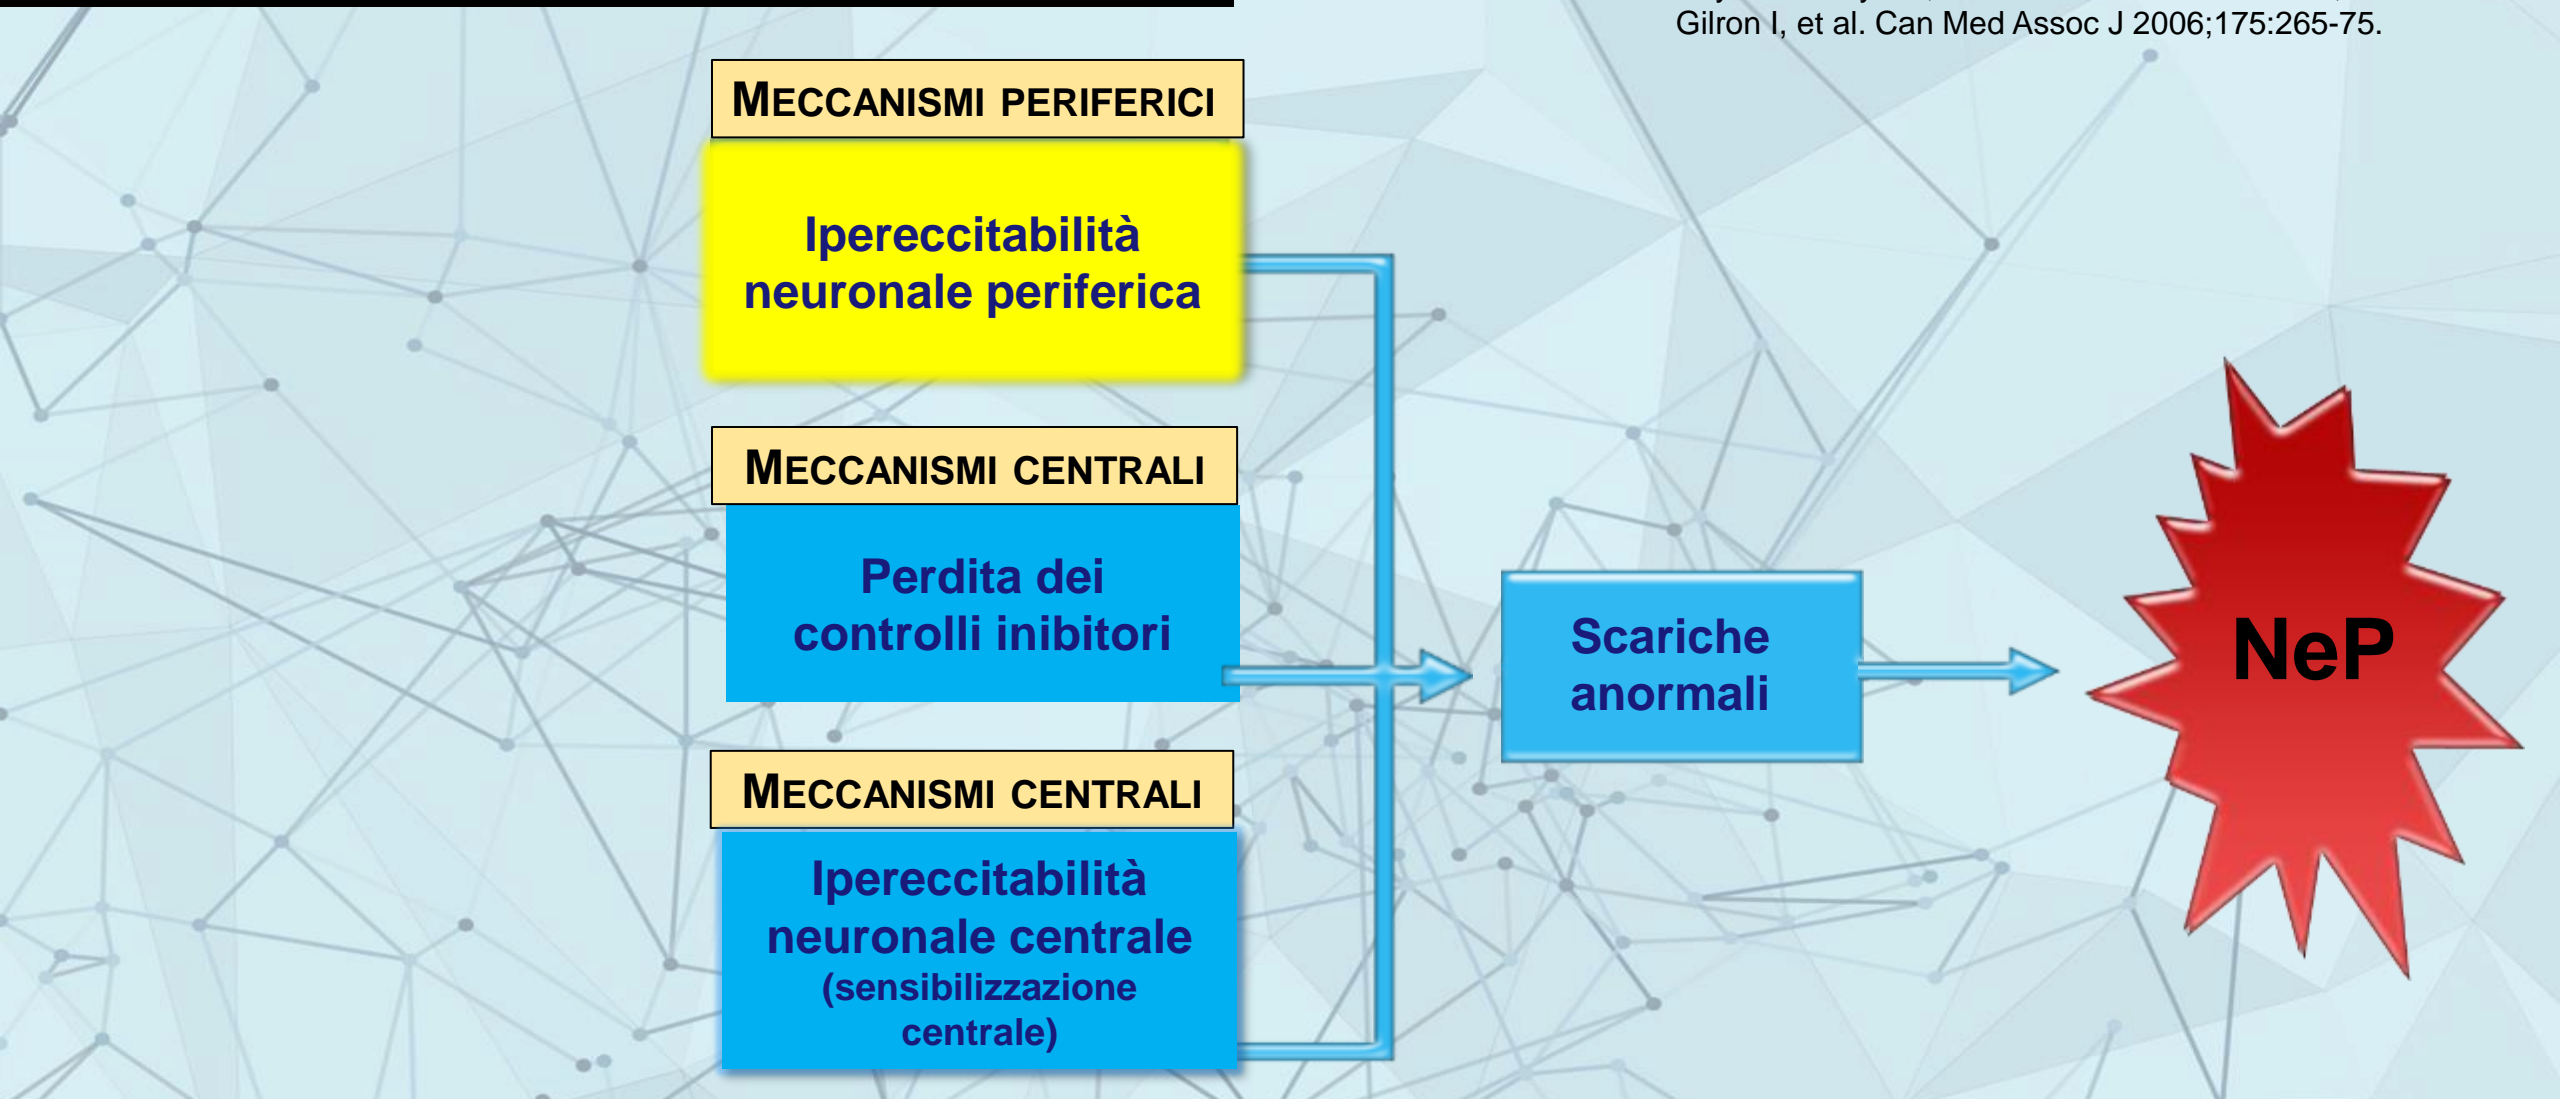 Gilron I, et al. Can Med Assoc J 2006;175:265-75.
MECCANISMI PERIFERICI
Ipereccitabilità
neuronale periferica
MECCANISMI CENTRALI
Perdita dei
controlli inibitori
Scariche
anormali
NeP
MECCANISMI CENTRALI
Ipereccitabilità
neuronale centrale
(sensibilizzazione
centrale)